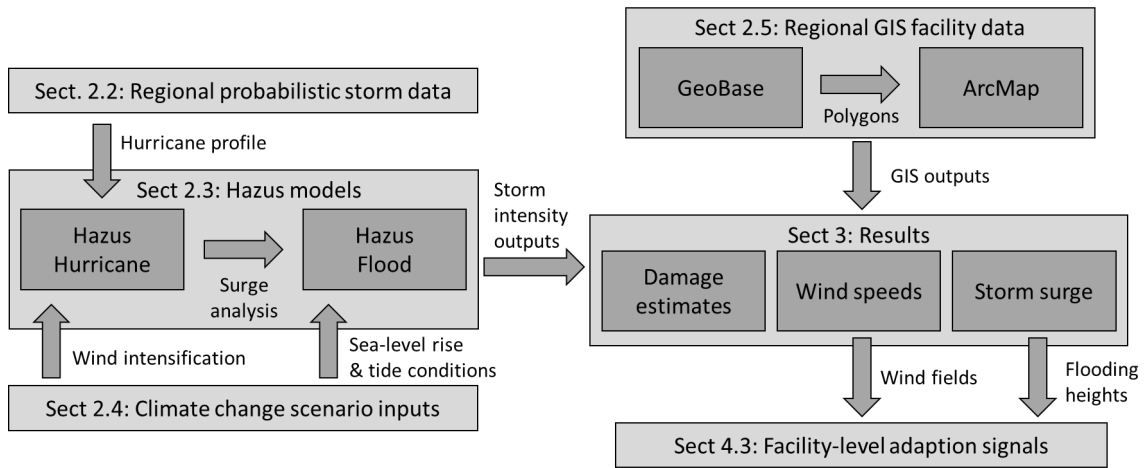 Sect. 2.2: Regional probabilistic storm data
Hurricane profile
Sect 2.3: Hazus models
Hazus
Hurricane
Surge
analysis
Hazus
Flood
Wind intensification
Sea-level rise
& tide conditions
Sect 2.4: Climate change scenario inputs
Storm
intensity
outputs
Sect 2.5: Regional GIS facility data
GeoBase
Polygons
ArcMap
GIS outputs
Sect 3: Results
Damage
estimates
Wind speeds
Storm surge
Wind fields
Flooding
heights
Sect 4.3: Facility-level adaption signals